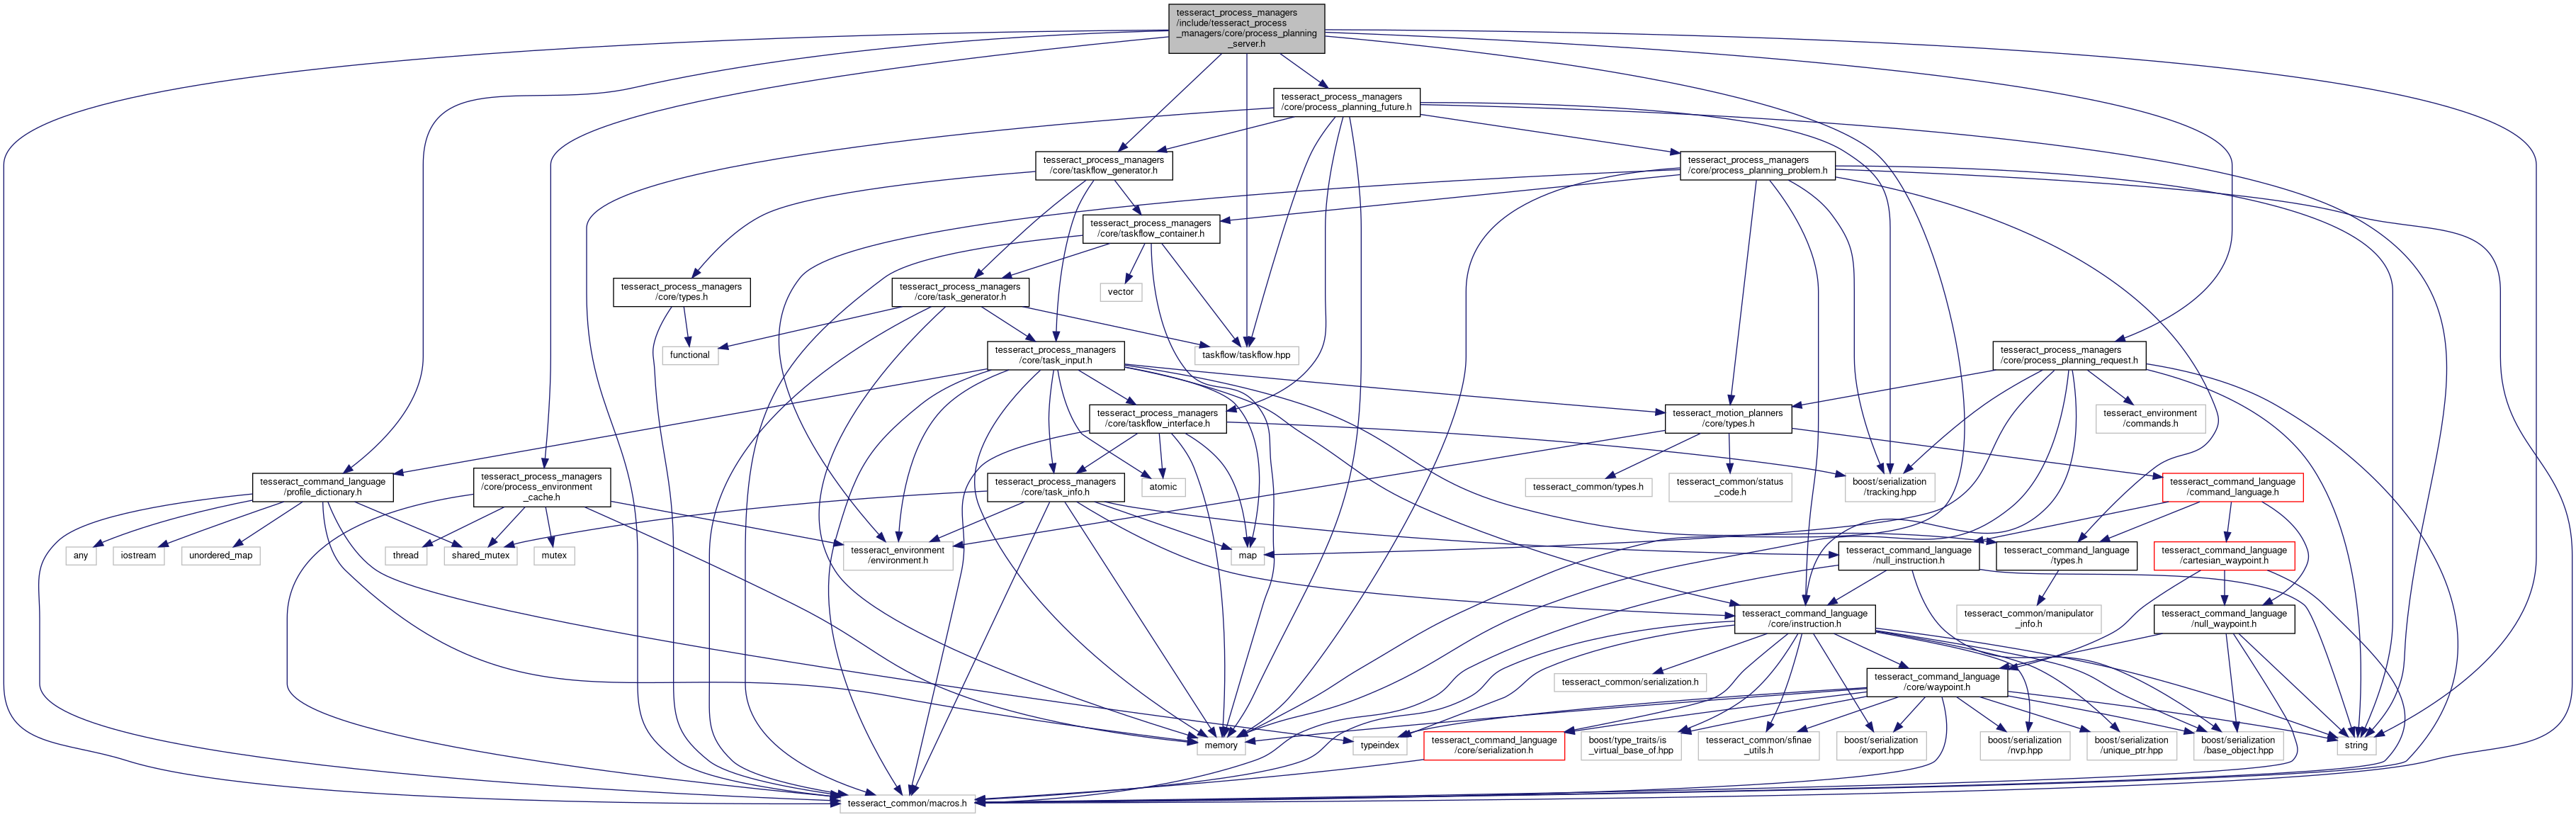 tesseract_process_managers
/include/tesseract_process
_managers/core/process_planning
_server.h
tesseract_process_managers
/core/process_planning_future.h
tesseract_process_managers
/core/taskflow_generator.h
tesseract_process_managers
/core/process_planning_problem.h
tesseract_process_managers
/core/taskflow_container.h
tesseract_process_managers
/core/types.h
tesseract_process_managers
/core/task_generator.h
vector
functional
taskflow/taskflow.hpp
tesseract_process_managers
/core/task_input.h
tesseract_process_managers
/core/process_planning_request.h
tesseract_process_managers
/core/taskflow_interface.h
tesseract_motion_planners
/core/types.h
tesseract_environment
/commands.h
tesseract_command_language
/profile_dictionary.h
tesseract_process_managers
/core/process_environment
_cache.h
tesseract_process_managers
/core/task_info.h
atomic
tesseract_common/types.h
tesseract_common/status
_code.h
boost/serialization
/tracking.hpp
tesseract_command_language
/command_language.h
any
iostream
unordered_map
thread
shared_mutex
mutex
tesseract_environment
/environment.h
map
tesseract_command_language
/null_instruction.h
tesseract_command_language
/types.h
tesseract_command_language
/cartesian_waypoint.h
tesseract_command_language
/core/instruction.h
tesseract_common/manipulator
_info.h
tesseract_command_language
/null_waypoint.h
tesseract_common/serialization.h
tesseract_command_language
/core/waypoint.h
memory
typeindex
tesseract_command_language
/core/serialization.h
boost/type_traits/is
_virtual_base_of.hpp
tesseract_common/sfinae
_utils.h
boost/serialization
/export.hpp
boost/serialization
/nvp.hpp
boost/serialization
/unique_ptr.hpp
boost/serialization
/base_object.hpp
string
tesseract_common/macros.h